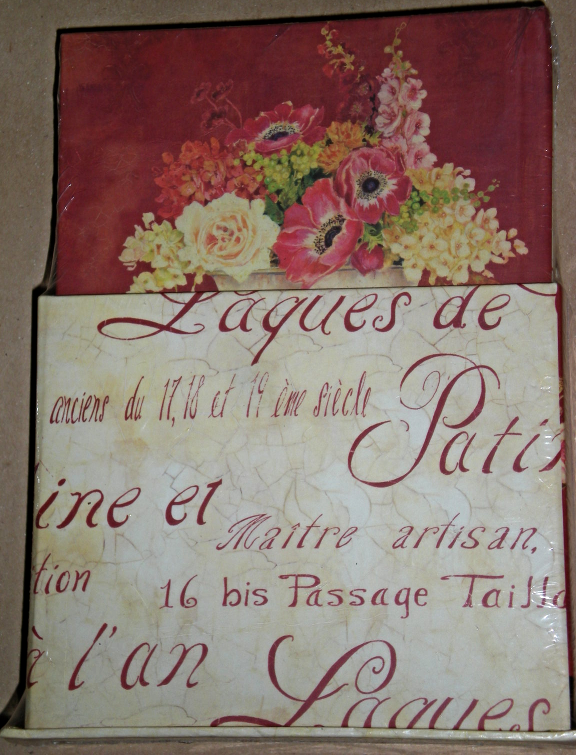 Laques de
anciens du 17, 18 et 19 ème siècle
Pati
ine et
Maître artisan,
tion
16 bis Passage Tailla
à l'an
Laques